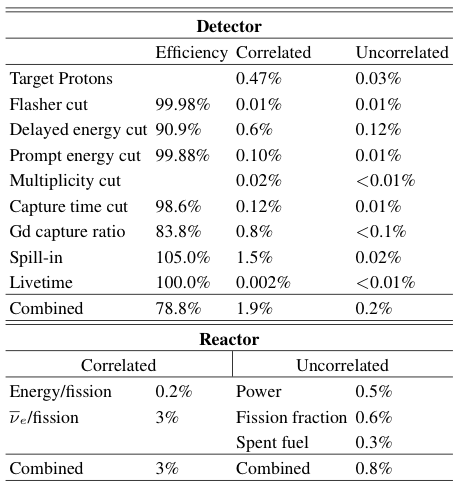 Detector
Efficiency Correlated Uncorrelated
Target Protons 0.47% 0.03%
Flasher cut 99.98% 0.01% 0.01%
Delayed energy cut 90.9% 0.6% 0.12%
Prompt energy cut 99.88% 0.10% 0.01%
Multiplicity cut 0.02% <0.01%
Capture time cut 98.6% 0.12% 0.01%
Gd capture ratio 83.8% 0.8% <0.1%
Spill-in 105.0% 1.5% 0.02%
Livetime 100.0% 0.002% <0.01%
Combined 78.8% 1.9% 0.2%
Reactor
Correlated Uncorrelated
Energy/fission 0.2% Power 0.5%
ν̅ₑ/fission 3% Fission fraction 0.6%
Spent fuel 0.3%
Combined 3% Combined 0.8%